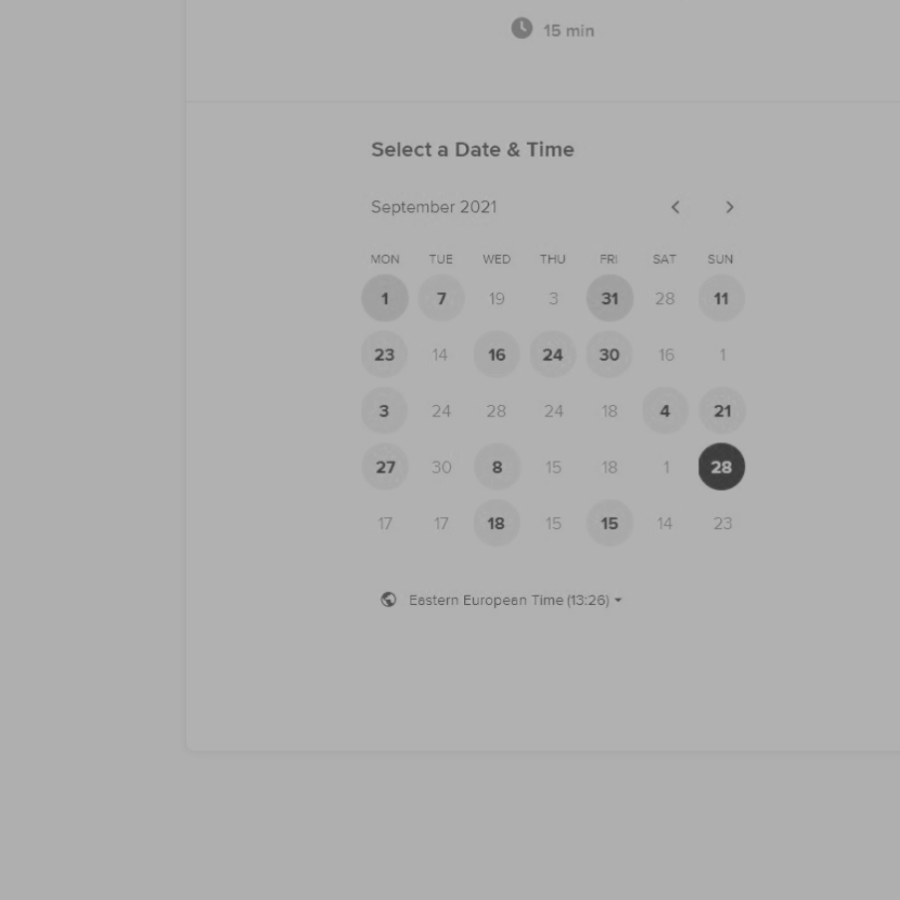 15 min
Select a Date & Time
September 2021
MON TUE WED THU FRI SAT SUN
1 7 19 3 31 28 11
23 14 16 24 30 16 1
3 24 28 24 18 4 21
27 30 8 15 18 1 28
17 17 18 15 15 14 23
Eastern European Time (13:26)